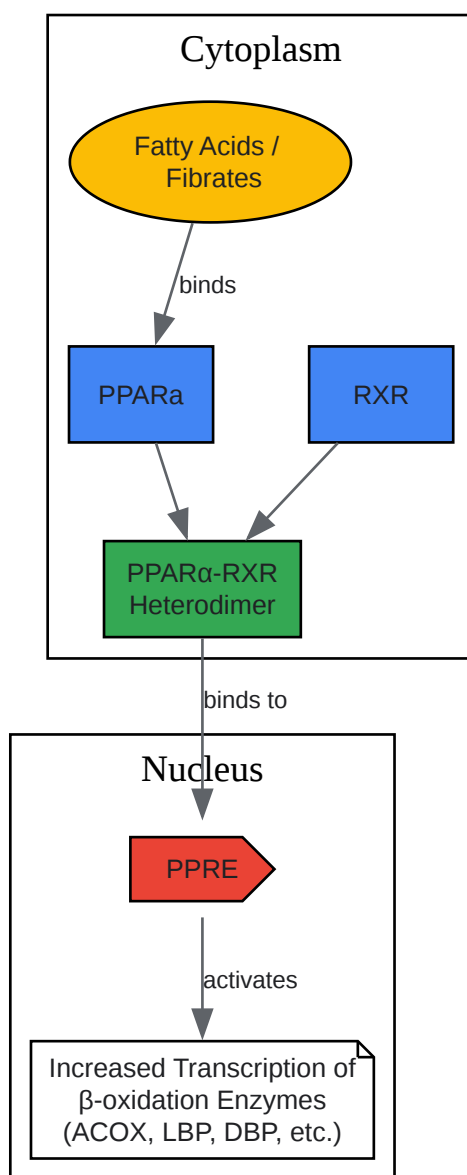 Cytoplasm
Fatty Acids /
Fibrates
binds
PPARa
RXR
PPARα-RXR
Heterodimer
binds to
Nucleus
PPRE
activates
Increased Transcription of
β-oxidation Enzymes
(ACOX, LBP, DBP, etc.)